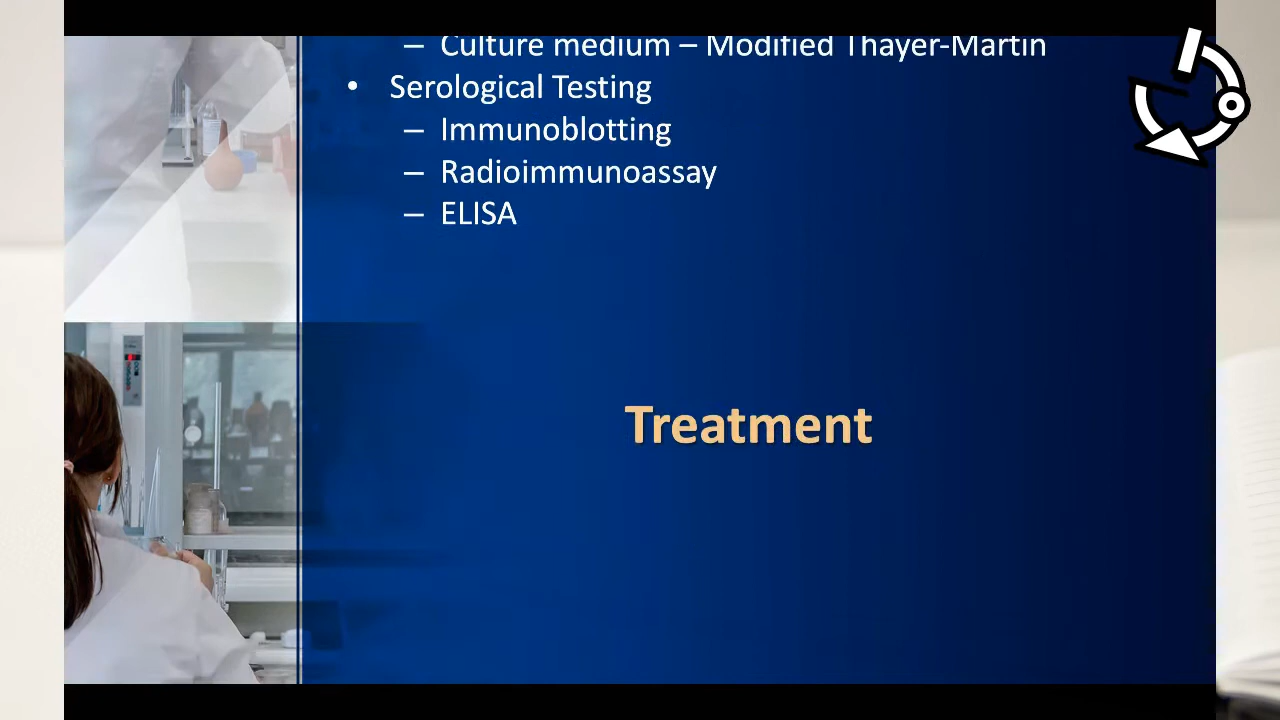 – Culture medium – Modified Thayer-Martin
• Serological Testing
– Immunoblotting
– Radioimmunoassay
– ELISA
Treatment